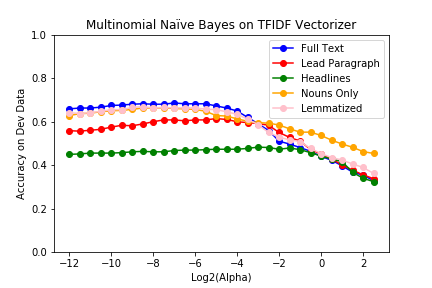 Multinomial Naïve Bayes on TFIDF Vectorizer
Accuracy on Dev Data
1.0
0.8
0.6
0.4
0.2
0.0
Full Text
Lead Paragraph
Headlines
Nouns Only
Lemmatized
−12 −10 −8 −6 −4 −2 0 2
Log2(Alpha)